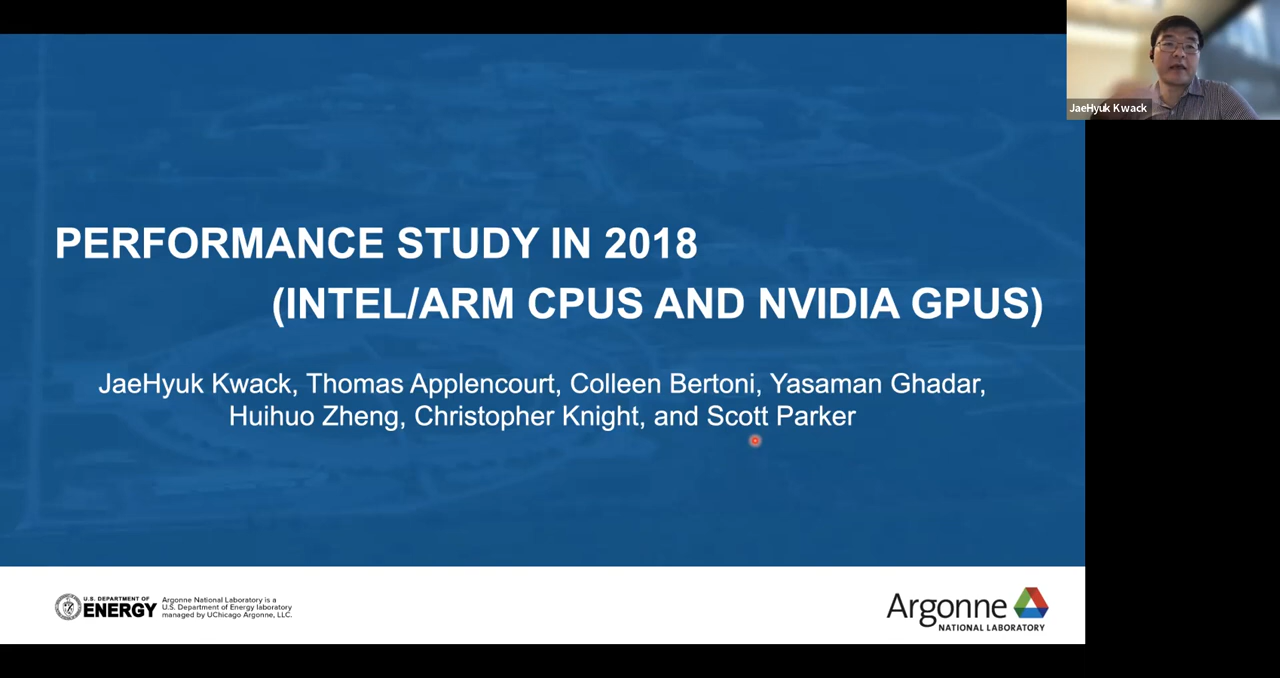 JaeHyuk Kwack
PERFORMANCE STUDY IN 2018
(INTEL/ARM CPUS AND NVIDIA GPUS)
JaeHyuk Kwack, Thomas Applencourt, Colleen Bertoni, Yasaman Ghadar,
Huihuo Zheng, Christopher Knight, and Scott Parker
U.S. DEPARTMENT OF
ENERGY
Argonne National Laboratory is a
U.S. Department of Energy laboratory
managed by UChicago Argonne, LLC.
Argonne
NATIONAL LABORATORY